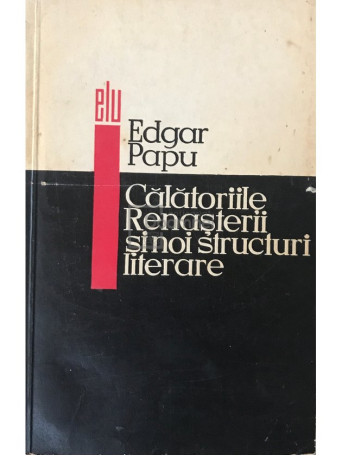 elu
Edgar
Papu
Călătoriile
Renașterii
și noi structuri
literare